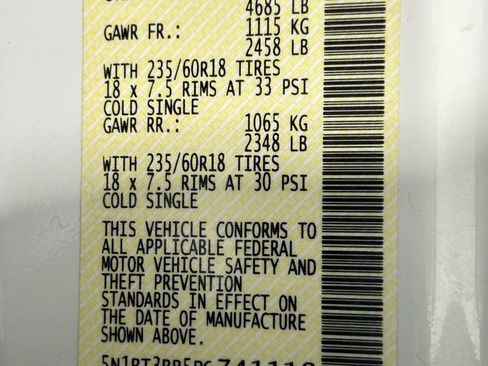 4685 LB
GAWR FR.: 1115 KG
2458 LB
WITH 235/60R18 TIRES
18 x 7.5 RIMS AT 33 PSI
COLD SINGLE
GAWR RR.: 1065 KG
2348 LB
WITH 235/60R18 TIRES
18 x 7.5 RIMS AT 30 PSI
COLD SINGLE
THIS VEHICLE CONFORMS TO
ALL APPLICABLE FEDERAL
MOTOR VEHICLE SAFETY AND
THEFT PREVENTION
STANDARDS IN EFFECT ON
THE DATE OF MANUFACTURE
SHOWN ABOVE.